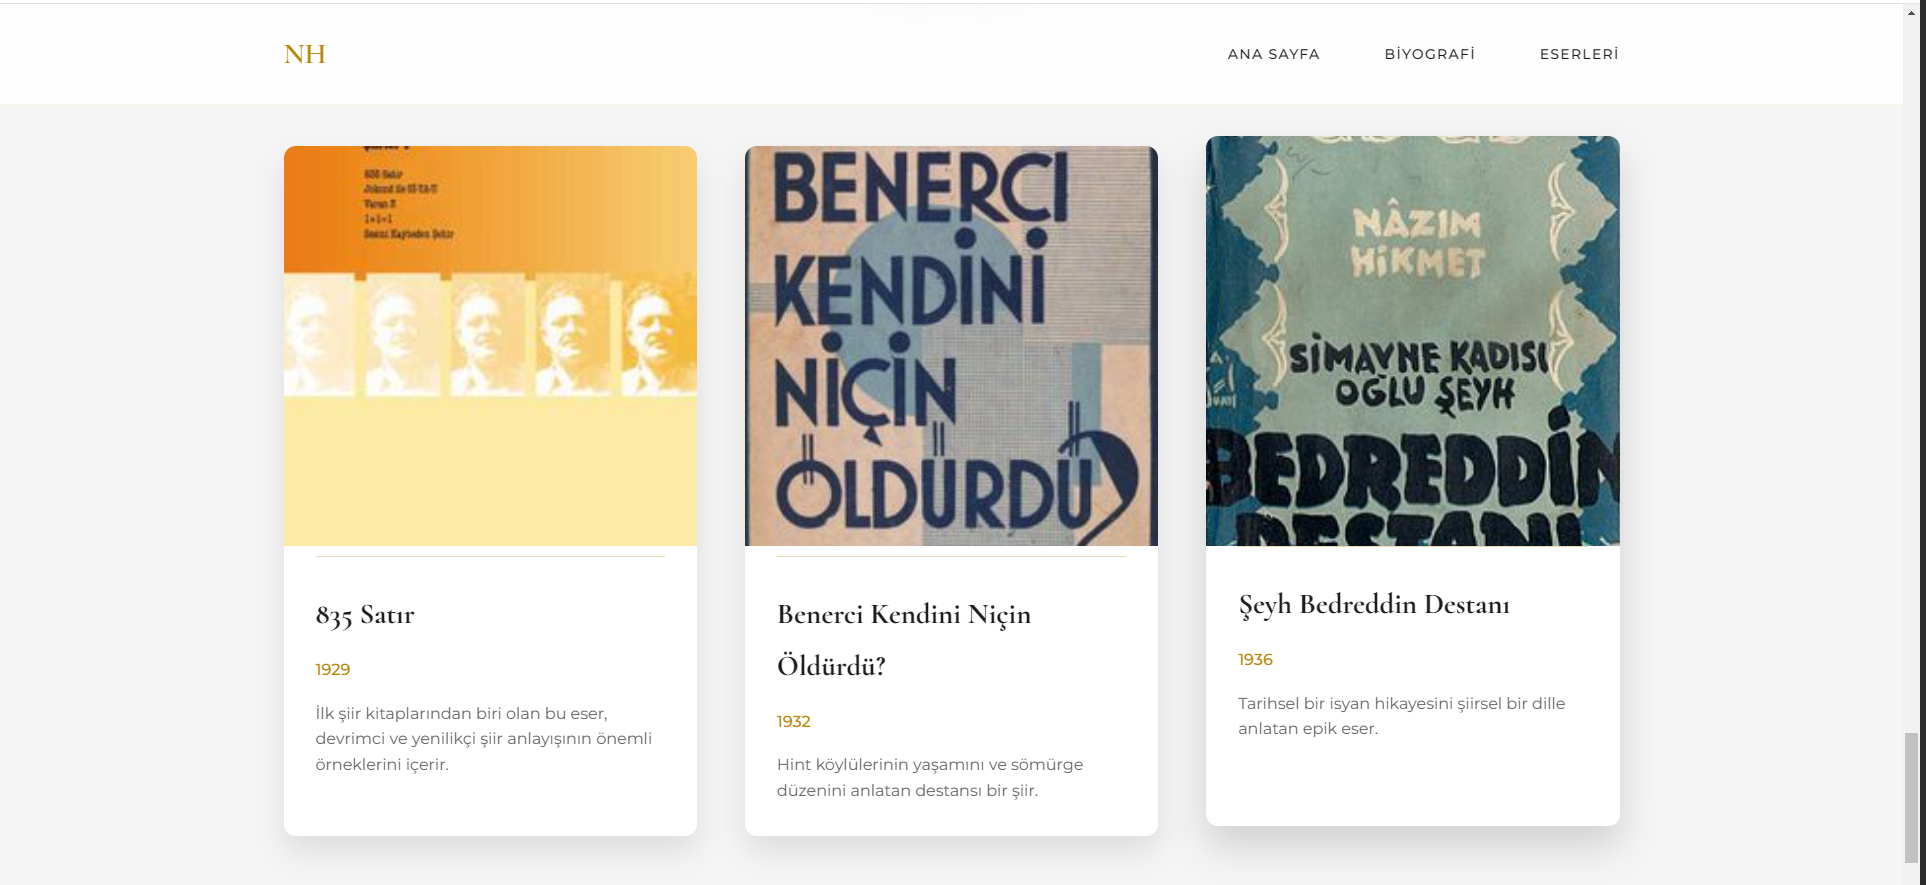 NH
ANA SAYFA
BİYOGRAFİ
ESERLERİ
835 Satır
Jokond ile Sİ-YA-U
Varan 3
1+1=1
Sesini Kaybeden Şehir
BENERCİ
KENDİNİ
NİÇİN
ÖLDÜRDÜ?
NÂZIM
HİKMET
SİMAVNE KADISI
OĞLU ŞEYH
BEDREDDİN
DESTANI
835 Satır
1929
İlk şiir kitaplarından biri olan bu eser,
devrimci ve yenilikçi şiir anlayışının önemli
örneklerini içerir.
Benerci Kendini Niçin
Öldürdü?
1932
Hint köylülerinin yaşamını ve sömürge
düzenini anlatan destansı bir şiir.
Şeyh Bedreddin Destanı
1936
Tarihsel bir isyan hikayesini şiirsel bir dille
anlatan epik eser.